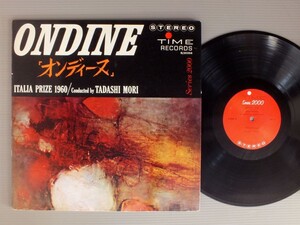 ONDINE
「オンディーヌ」
STEREO
TIME
RECORDS
Series 2000
ITALIA PRIZE 1960/Conducted by TADASHI MORI
Series 2000